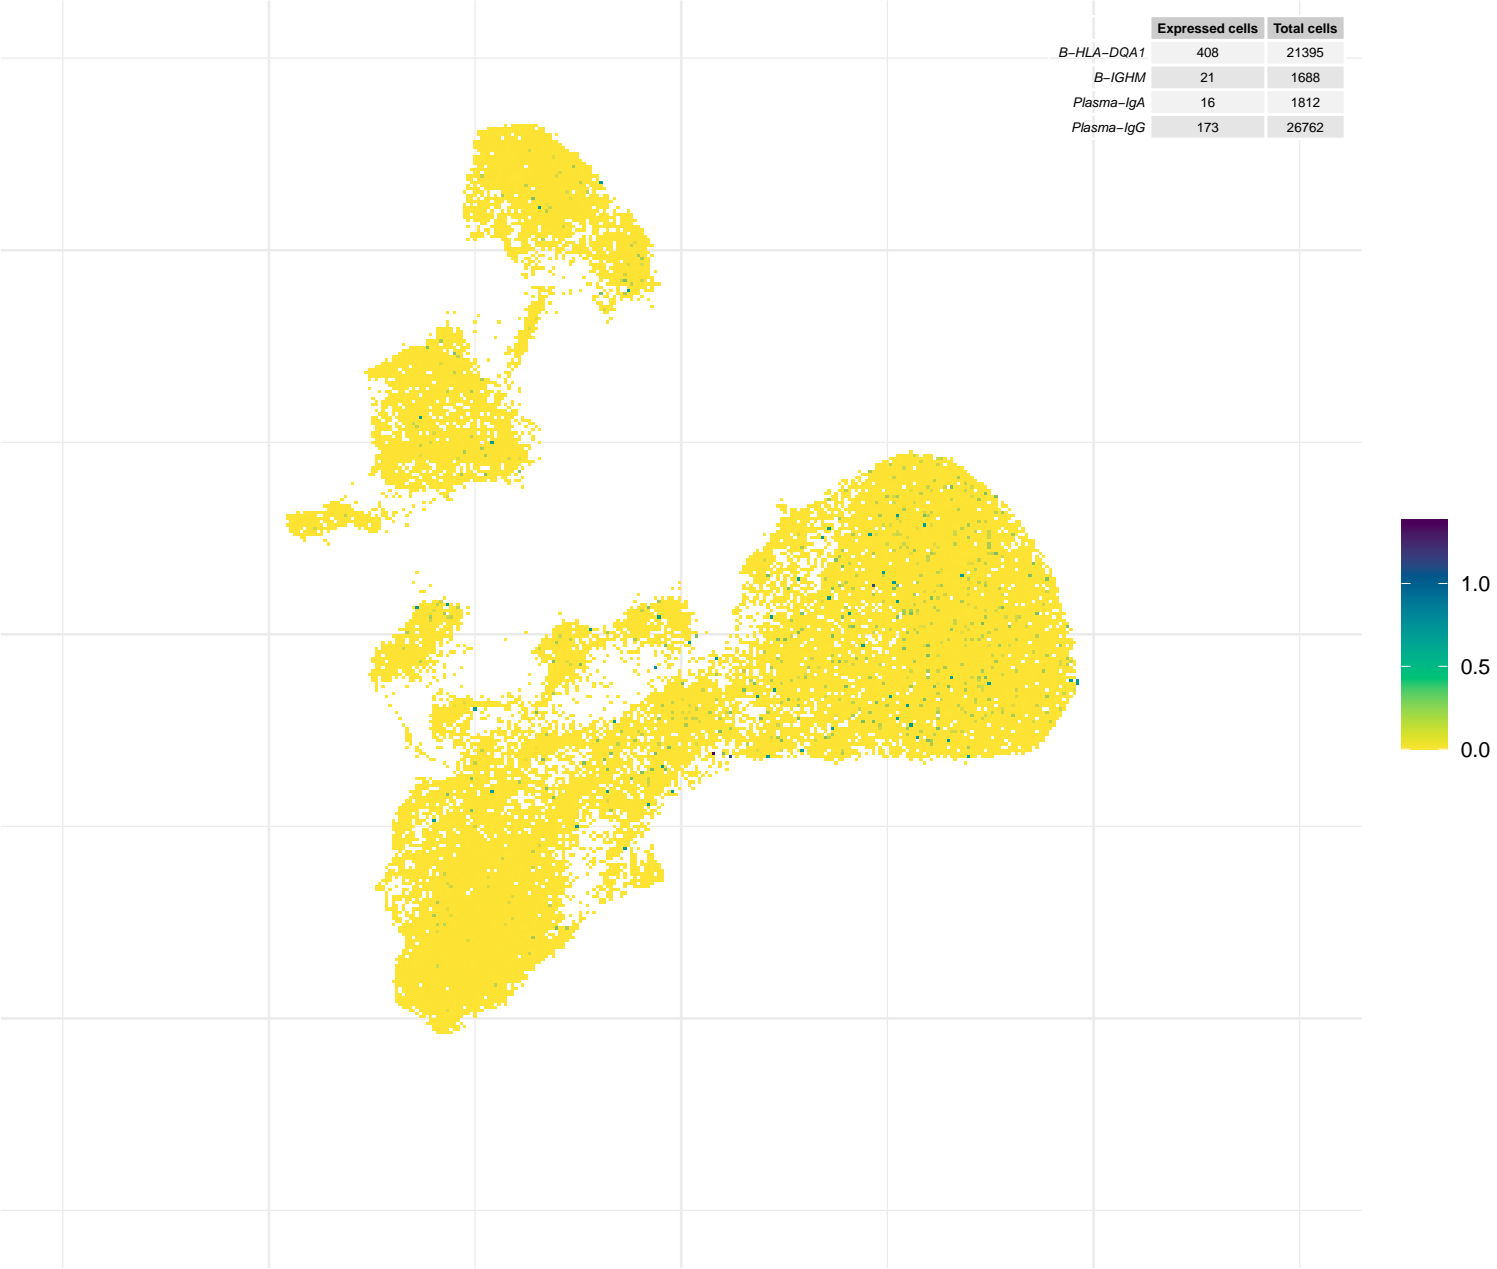 Expressed cells Total cells
B−HLA−DQA1 408 21395
B−IGHM 21 1688
Plasma−IgA 16 1812
Plasma−IgG 173 26762
1.0
0.5
0.0